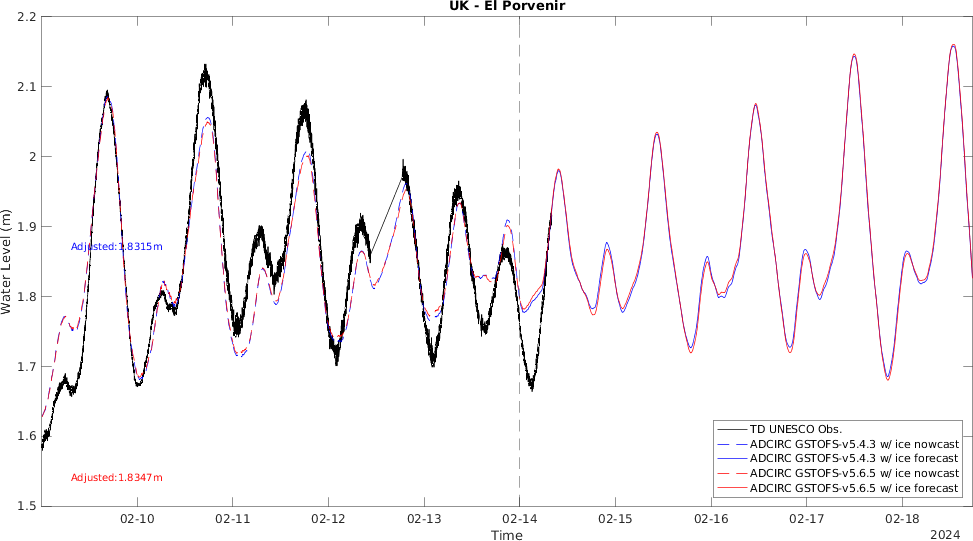 UK - El Porvenir
2.2
2.1
2
1.9
1.8
1.7
1.6
1.5
Water Level (m)
Adjusted:1.8315m
Adjusted:1.8347m
TD UNESCO Obs.
ADCIRC GSTOFS-v5.4.3 w/ ice nowcast
ADCIRC GSTOFS-v5.4.3 w/ ice forecast
ADCIRC GSTOFS-v5.6.5 w/ ice nowcast
ADCIRC GSTOFS-v5.6.5 w/ ice forecast
02-10 02-11 02-12 02-13 02-14 02-15 02-16 02-17 02-18
Time
2024